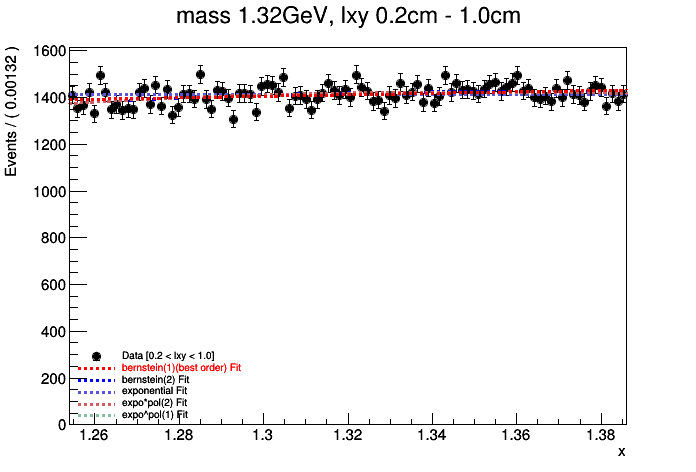 mass 1.32GeV, lxy 0.2cm - 1.0cm
Events / ( 0.00132 )
1600
1400
1200
1000
800
600
400
200
0
Data [0.2 < lxy < 1.0]
bernstein(1)(best order) Fit
bernstein(2) Fit
exponential Fit
expo*pol(2) Fit
expo^pol(1) Fit
1.26 1.28 1.3 1.32 1.34 1.36 1.38
x